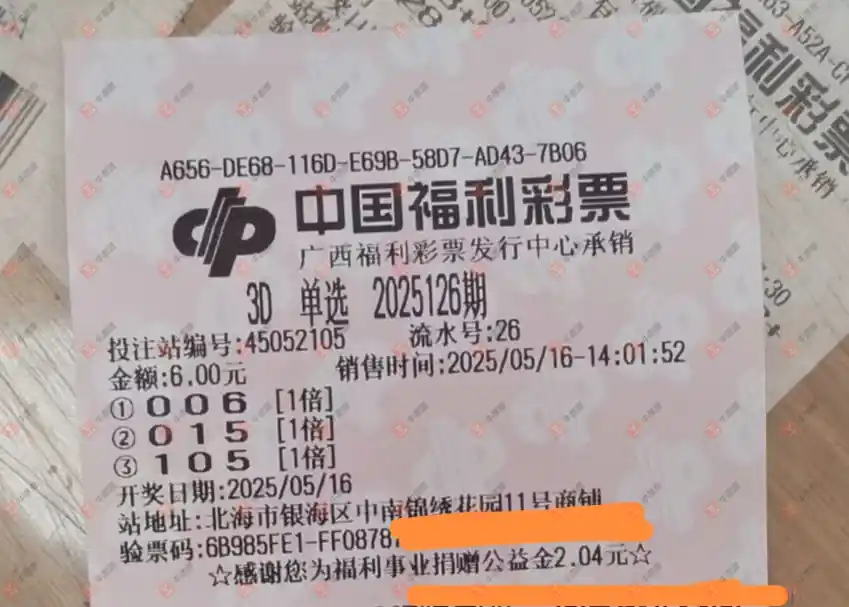 A656-DE68-116D-E69B-58D7-AD43-7B06
中国福利彩票
广西福利彩票发行中心承销
3D 单选 2025126期
投注站编号:45052105 流水号:26
金额:6.00元 销售时间:2025/05/16-14:01:52
① 0 0 6 [1倍]
② 0 1 5 [1倍]
③ 1 0 5 [1倍]
开奖日期:2025/05/16
站地址:北海市银海区中南锦绣花园11号商铺
验票码:6B985FE1-FF0878
☆感谢您为福利事业捐赠公益金2.04元☆
福利彩票